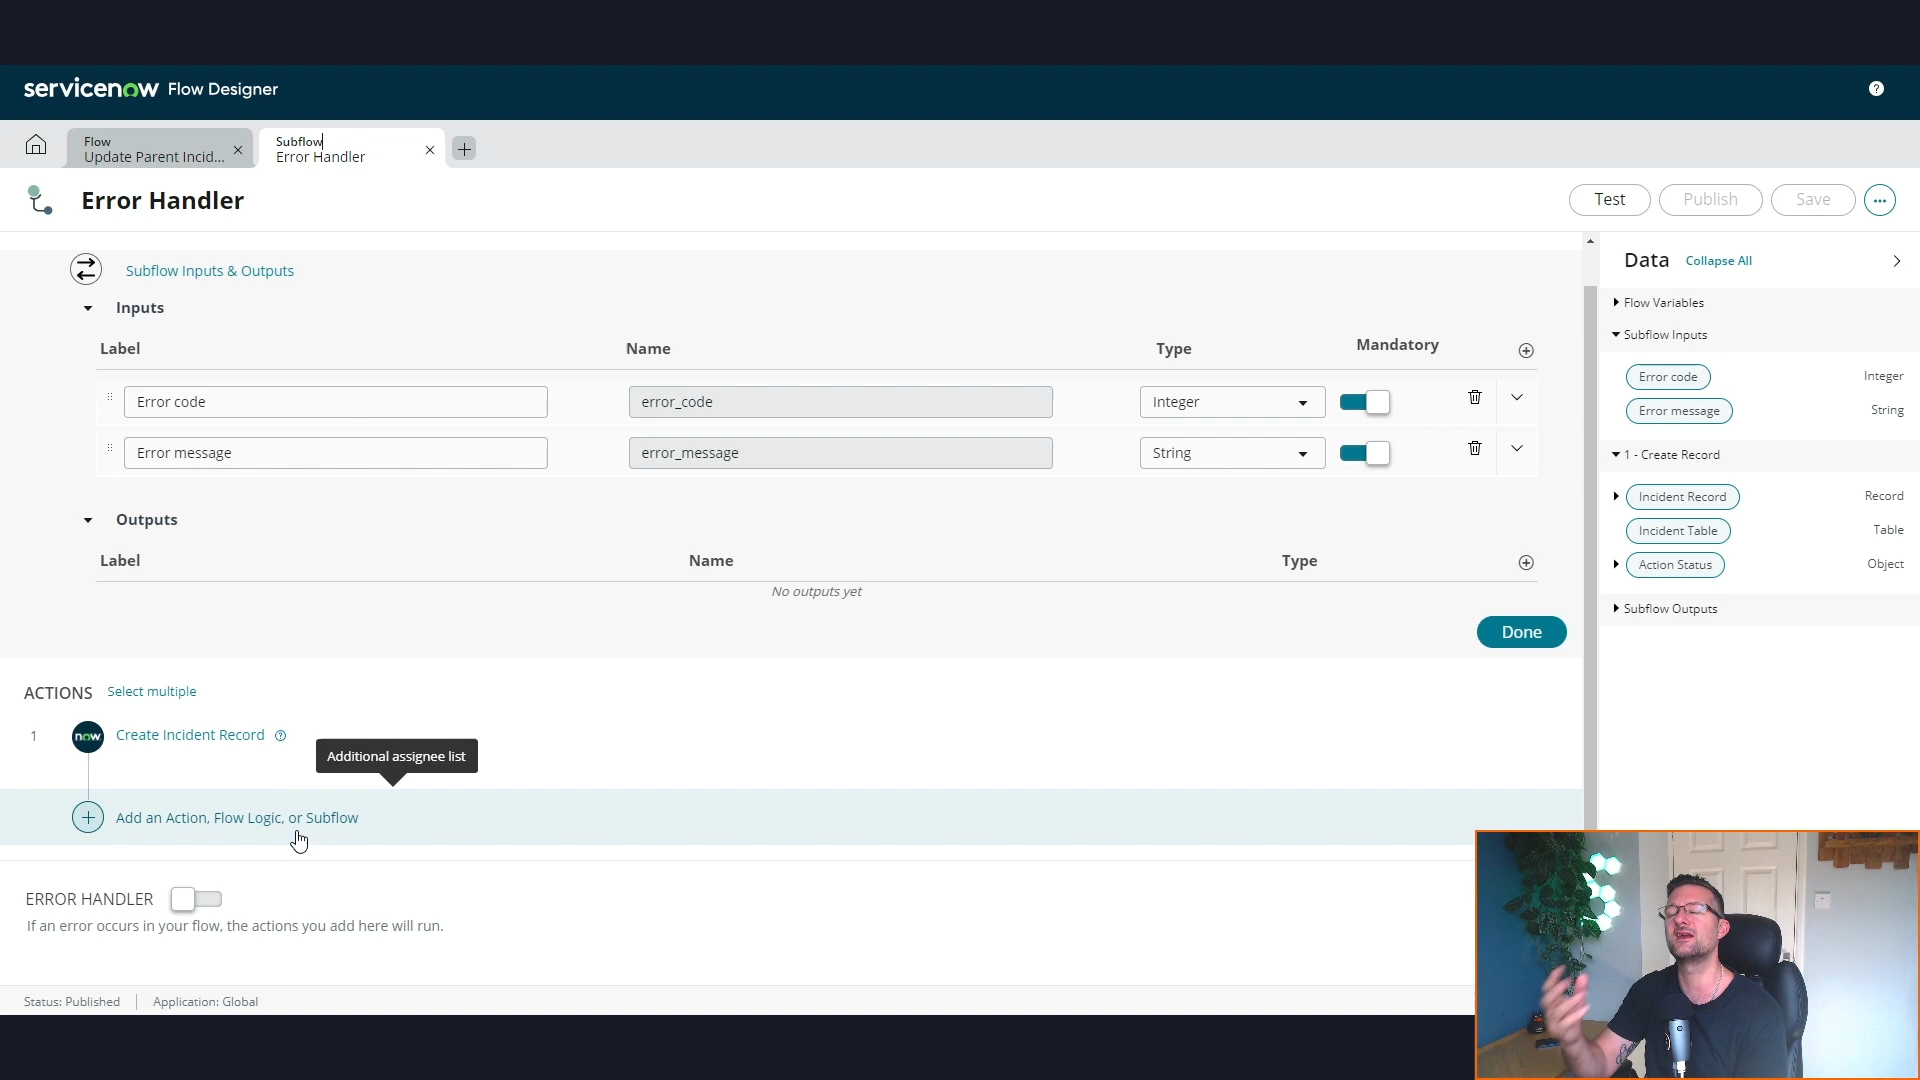 servicenow Flow Designer
?
Flow
Update Parent Incid...
Subflow
Error Handler
Error Handler
Test
Publish
Save
Subflow Inputs & Outputs
Inputs
Label Name Type Mandatory
Error code error_code Integer
Error message error_message String
Outputs
Label Name Type
No outputs yet
Done
ACTIONS Select multiple
1 now Create Incident Record ?
Additional assignee list
Add an Action, Flow Logic, or Subflow
ERROR HANDLER
If an error occurs in your flow, the actions you add here will run.
Status: Published Application: Global
Data Collapse All
Flow Variables
Subflow Inputs
Error code Integer
Error message String
1 - Create Record
Incident Record Record
Incident Table Table
Action Status Object
Subflow Outputs